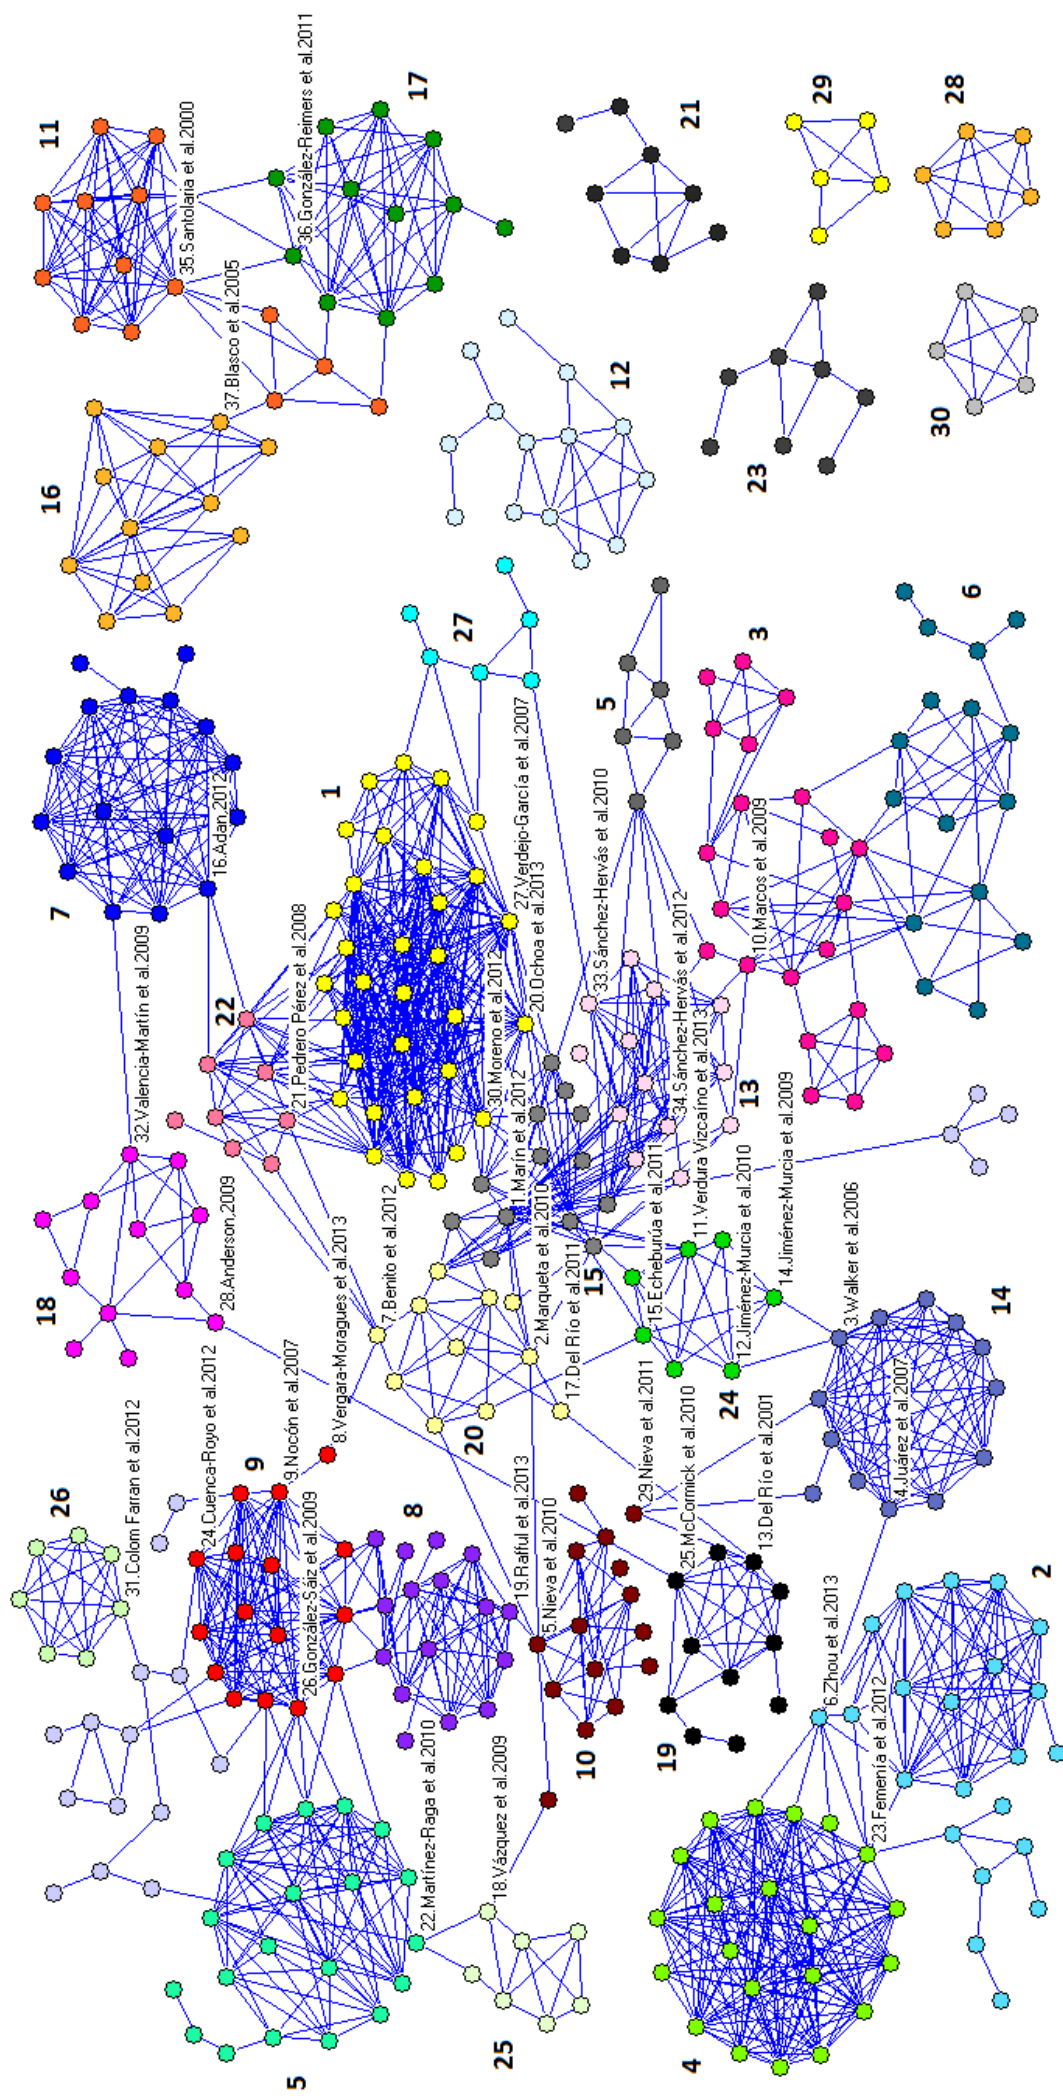 11
35.Santolaria et al.2000
36.González-Reimers et al.2011
17
37.Blasco et al.2005
16
21
29
28
12
23
30
7
16.Adan.2012
32.Valencia-Martín et al.2009
22
21.Pedrero Pérez et al.2008
1
27
27.Verdejo-García et al.2007
20.Ochoa et al.2013
30.Moreno et al.2012
33.Sánchez-Hervás et al.2010
5
3
6
10.Marcos et al.2009
34.Sánchez-Hervás et al.2012
13
18
28.Anderson.2009
7.Benito et al.2012
1.Marín et al.2012
2.Marqueta et al.2010
17.Del Río et al.2011
15
15.Echeburúa et al.2011
11.Verdura Vizcaíno et al.2013
12.Jiménez-Murcia et al.2010
14.Jiménez-Murcia et al.2009
24
3.Walker et al.2006
14
4.Juárez et al.2007
20
8.Vergara-Moragues et al.2013
9.Nocón et al.2007
9
24.Cuenca-Royo et al.2012
26
31.Colom Farran et al.2012
26.González-Sáiz et al.2009
8
19.Rafful et al.2013
5.Nieva et al.2010
29.Nieva et al.2011
25.McCormick et al.2010
13.Del Río et al.2001
10
19
6.Zhou et al.2013
23.Femenía et al.2012
2
22.Martínez-Raga et al.2010
18.Vázquez et al.2009
5
25
4